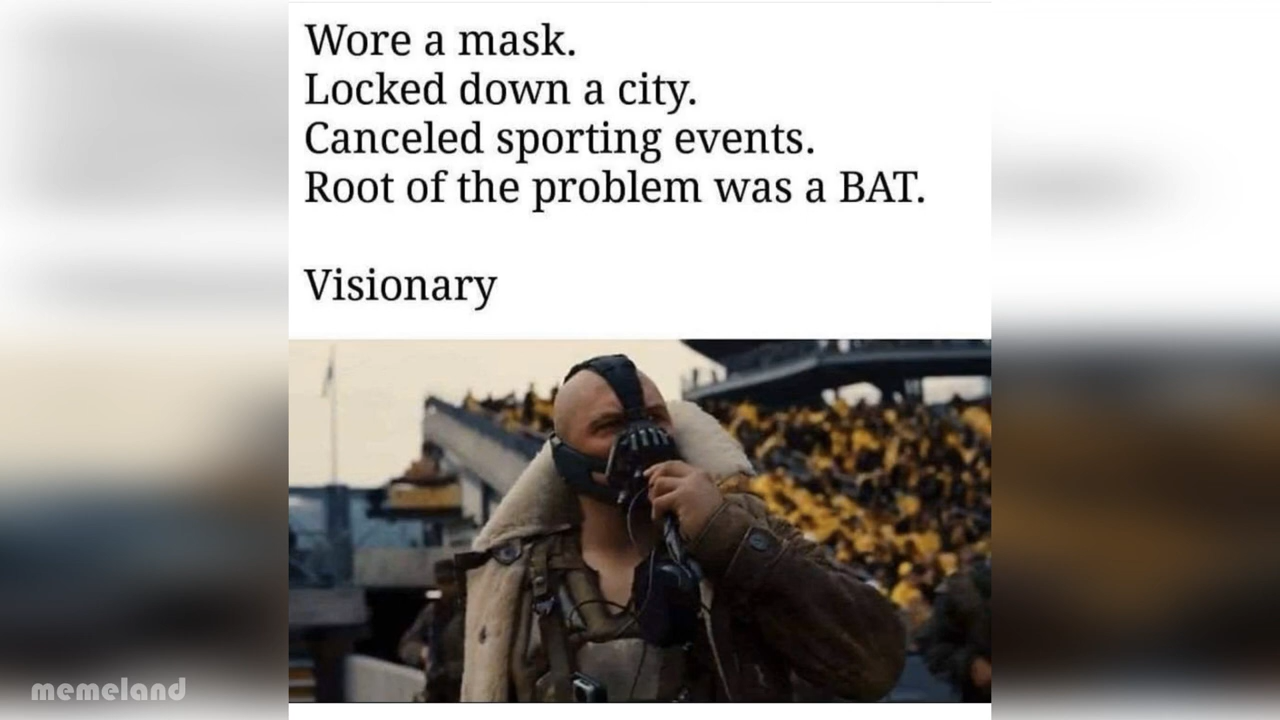 Wore a mask.
Locked down a city.
Canceled sporting events.
Root of the problem was a BAT.
Visionary
memeland